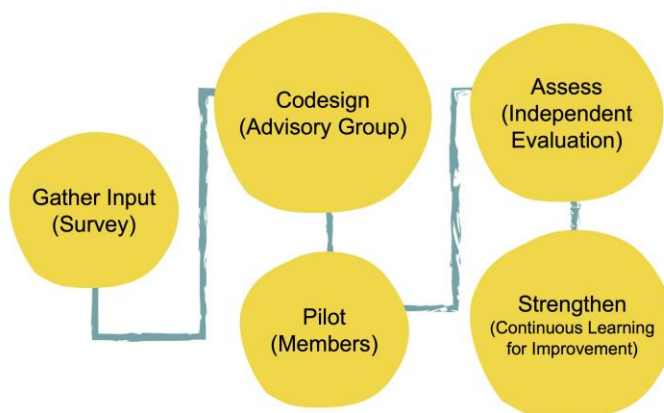 Gather Input
(Survey)
Codesign
(Advisory Group)
Pilot
(Members)
Assess
(Independent
Evaluation)
Strengthen
(Continuous Learning
for Improvement)